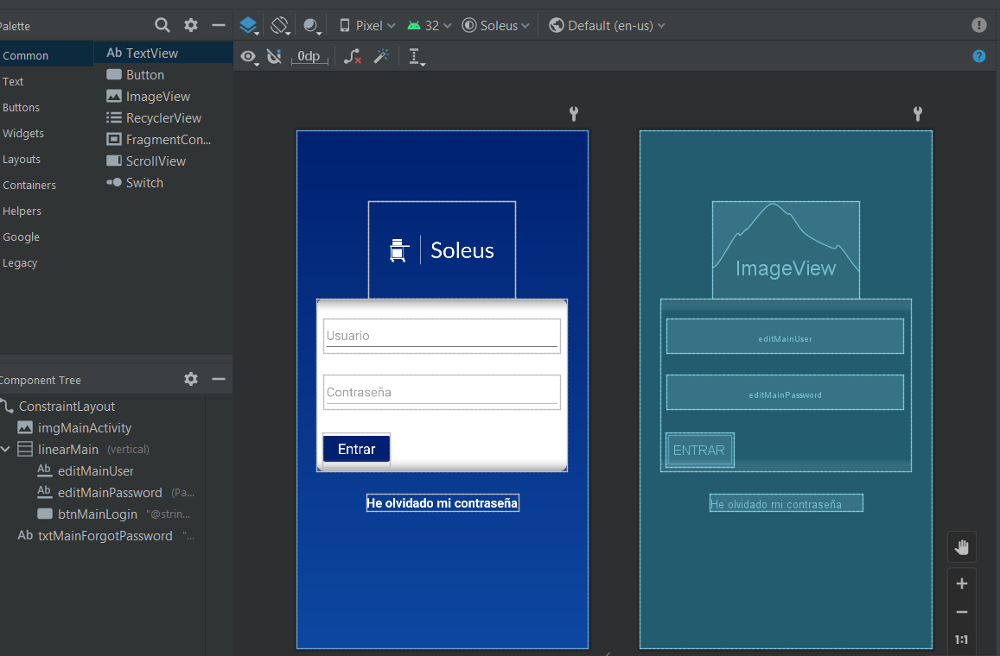 Palette
Pixel
32
Soleus
Default (en-us)
Common
Text
Buttons
Widgets
Layouts
Containers
Helpers
Google
Legacy
Ab TextView
Button
ImageView
RecyclerView
FragmentCon...
ScrollView
Switch
0dp
Component Tree
ConstraintLayout
imgMainActivity
linearMain (vertical)
Ab editMainUser
Ab editMainPassword (Pa...
btnMainLogin "@strin...
Ab txtMainForgotPassword "...
Soleus
Usuario
Contraseña
Entrar
He olvidado mi contraseña
ImageView
editMainUser
editMainPassword
ENTRAR
He olvidado mi contraseña
1:1